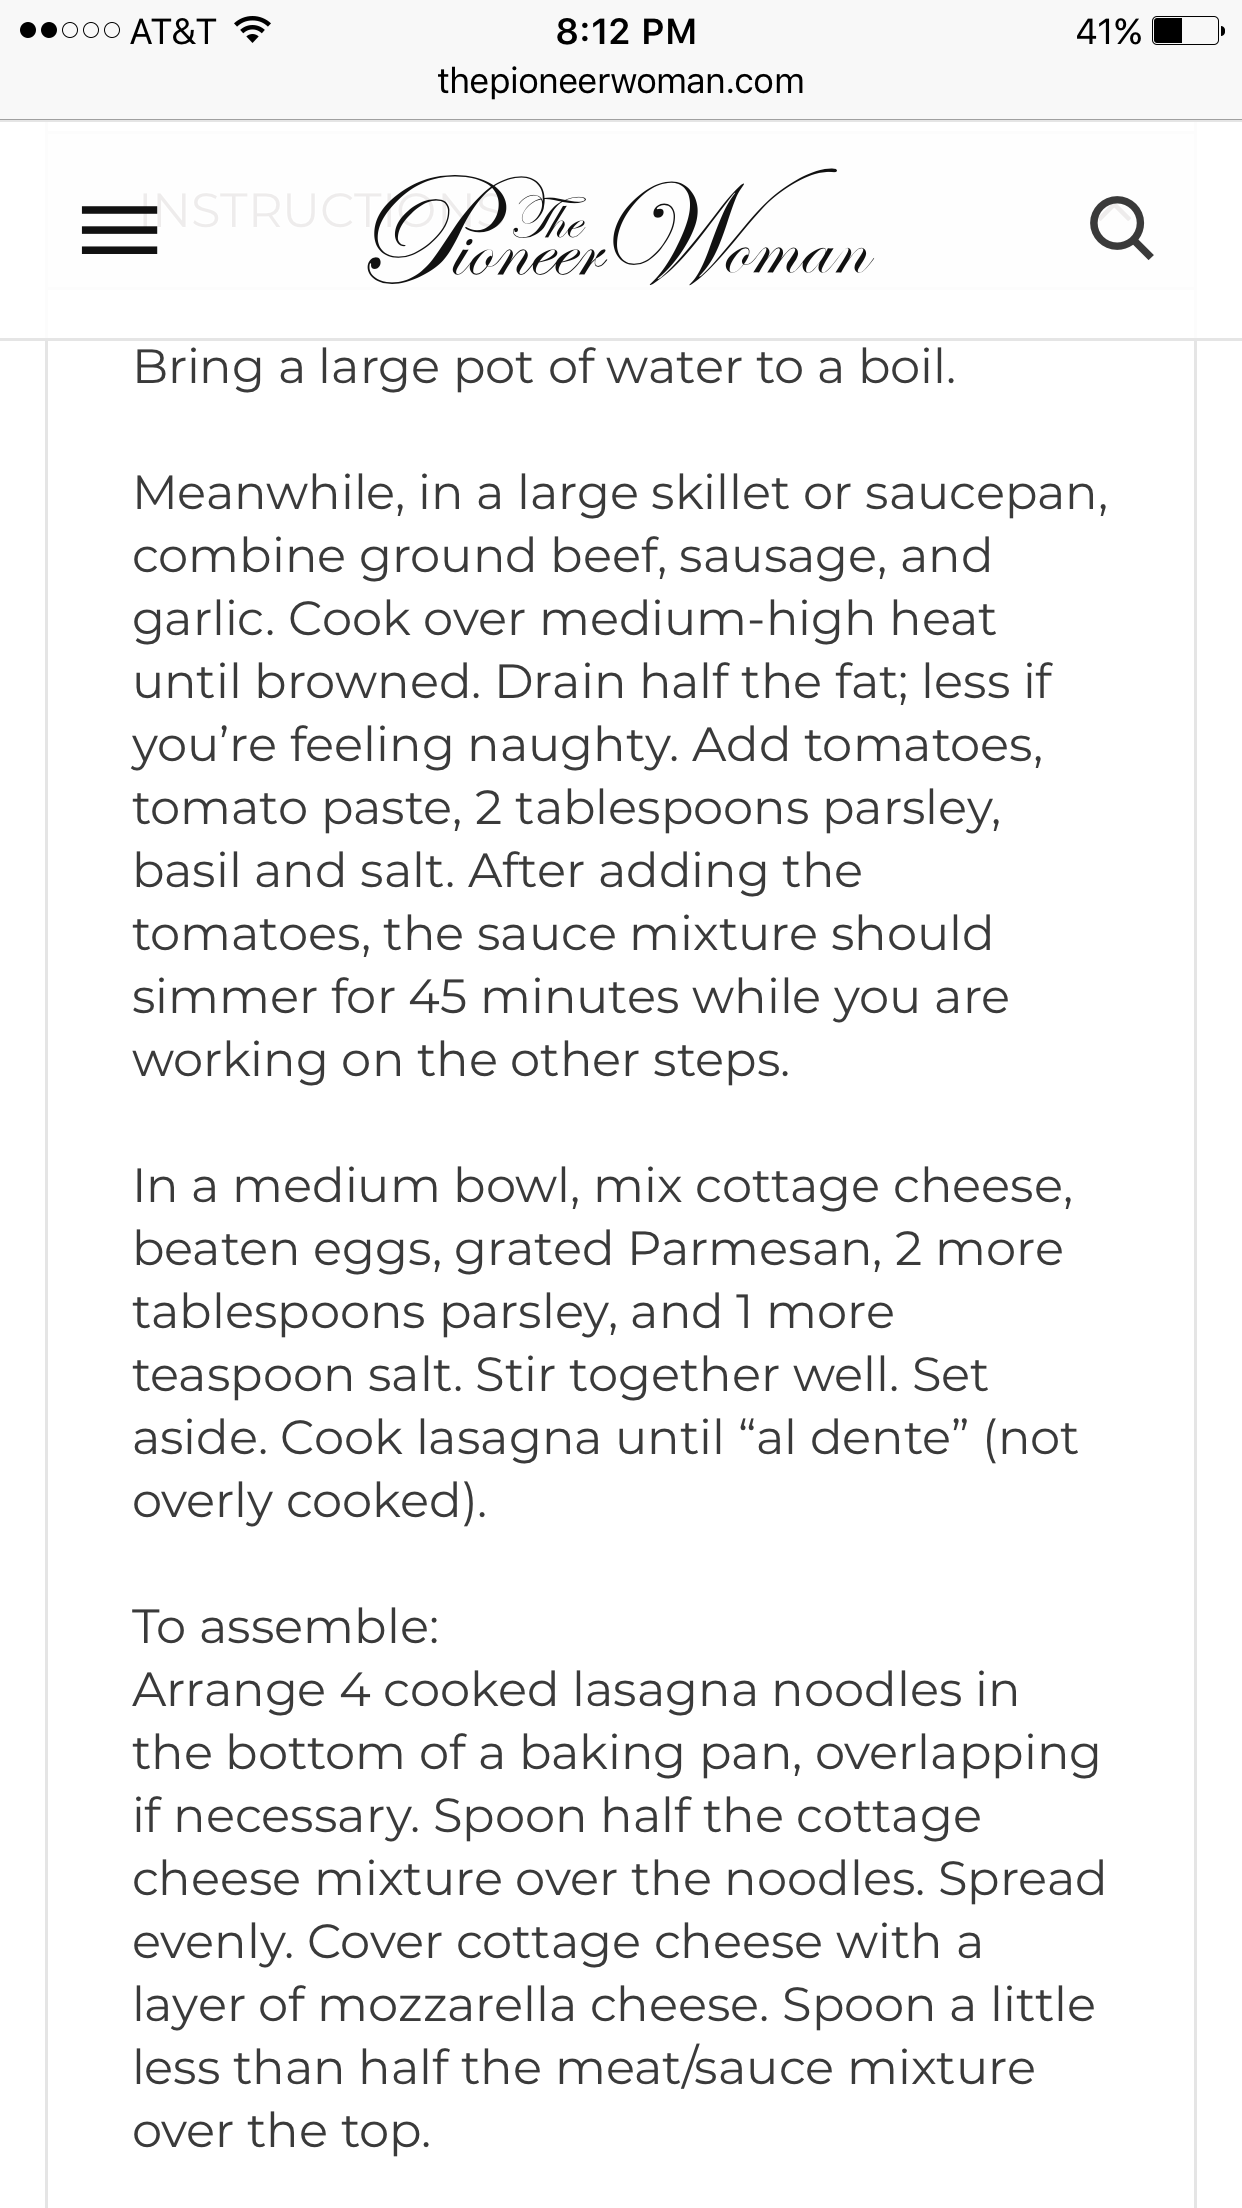 AT&T 8:12 PM 41%
thepioneerwoman.com
INSTRUCTIONS
The
Pioneer Woman
Bring a large pot of water to a boil.
Meanwhile, in a large skillet or saucepan,
combine ground beef, sausage, and
garlic. Cook over medium-high heat
until browned. Drain half the fat; less if
you’re feeling naughty. Add tomatoes,
tomato paste, 2 tablespoons parsley,
basil and salt. After adding the
tomatoes, the sauce mixture should
simmer for 45 minutes while you are
working on the other steps.
In a medium bowl, mix cottage cheese,
beaten eggs, grated Parmesan, 2 more
tablespoons parsley, and 1 more
teaspoon salt. Stir together well. Set
aside. Cook lasagna until “al dente” (not
overly cooked).
To assemble:
Arrange 4 cooked lasagna noodles in
the bottom of a baking pan, overlapping
if necessary. Spoon half the cottage
cheese mixture over the noodles. Spread
evenly. Cover cottage cheese with a
layer of mozzarella cheese. Spoon a little
less than half the meat/sauce mixture
over the top.